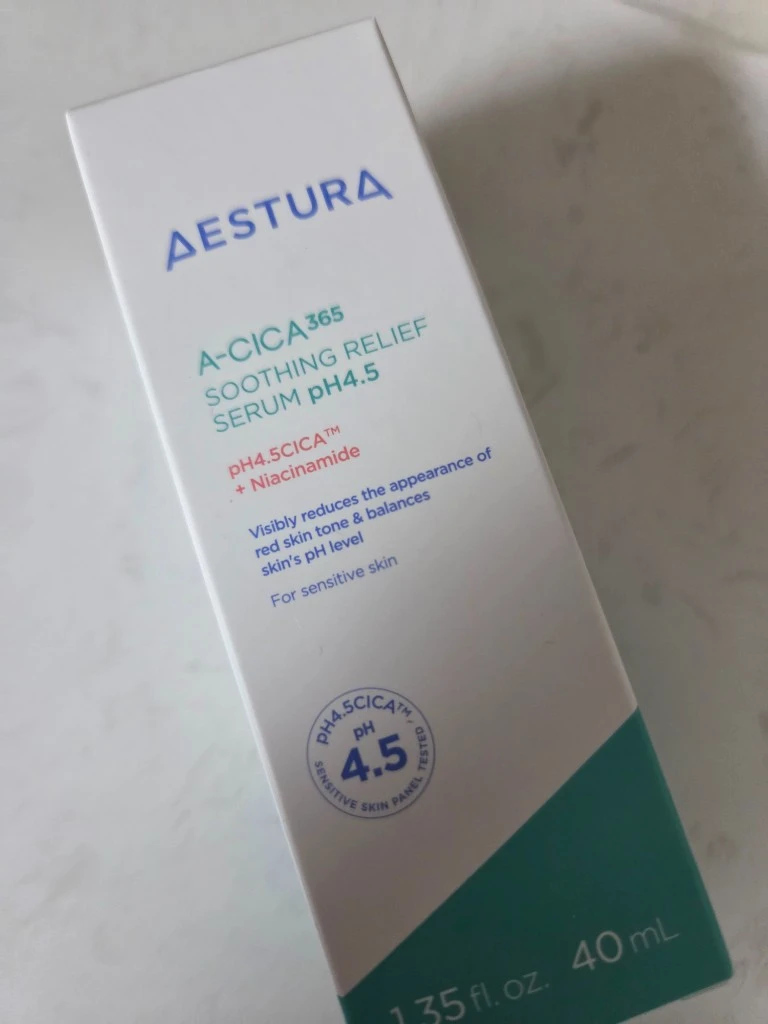 AESTURA
A-CICA³⁶⁵
SOOTHING RELIEF
SERUM pH4.5
pH4.5CICA™
+ Niacinamide
Visibly reduces the appearance of
red skin tone & balances
skin's pH level
For sensitive skin
pH4.5CICA™ /
pH
4.5
SENSITIVE SKIN PANEL TESTED /
1.35 fl. oz. 40 mL